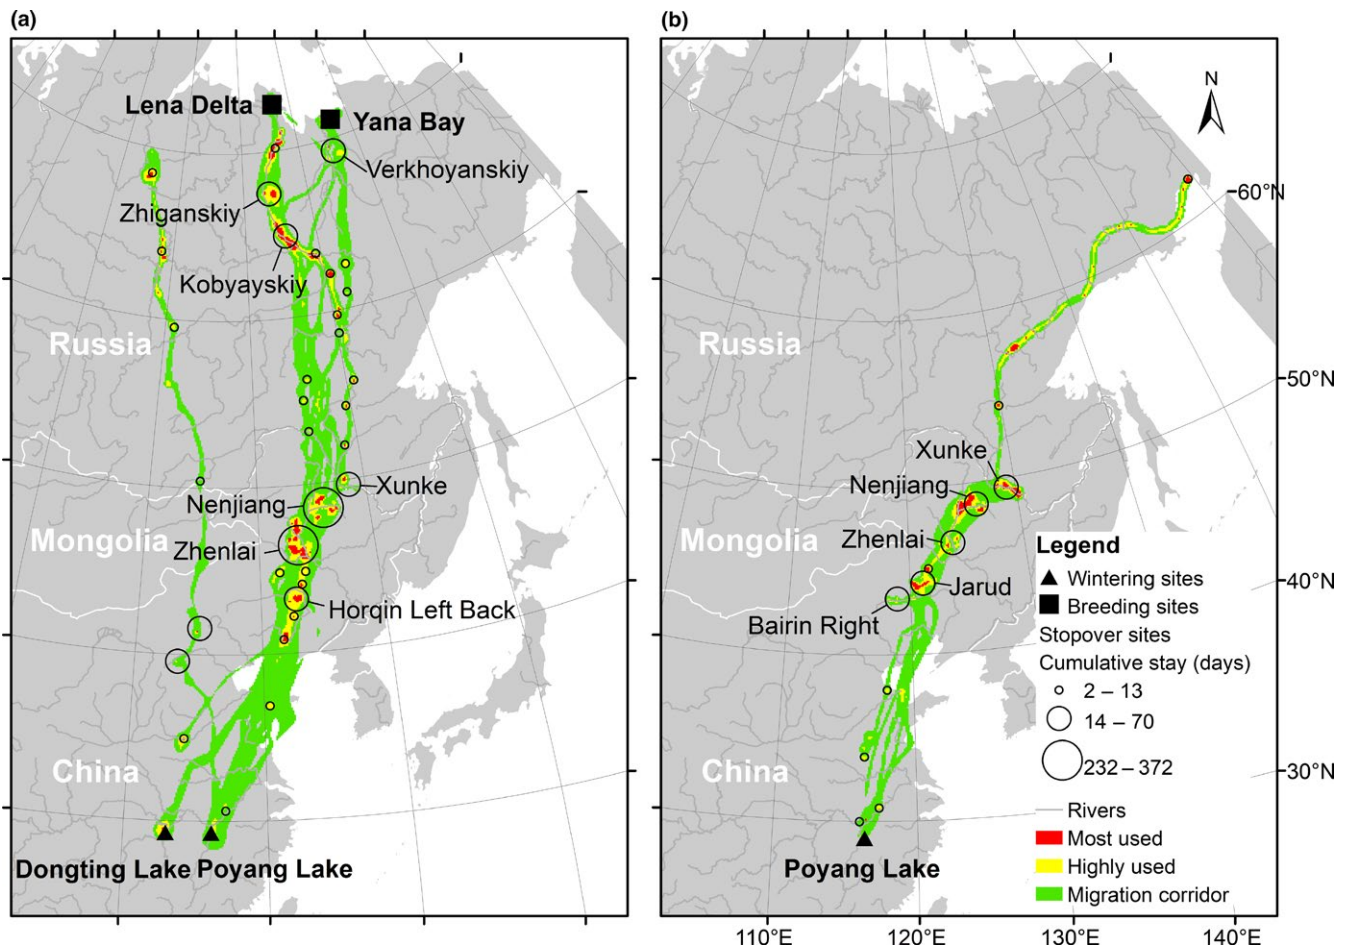 (a)
Lena Delta
Yana Bay
Verkhoyanskiy
Zhiganskiy
Kobyayskiy
Russia
Xunke
Nenjiang
Mongolia
Zhenlai
Horqin Left Back
China
Dongting Lake
Poyang Lake
(b)
N
60°N
Russia
50°N
Xunke
Nenjiang
Mongolia
Zhenlai
Jarud
Bairin Right
40°N
China
30°N
Poyang Lake
Legend
Wintering sites
Breeding sites
Stopover sites
Cumulative stay (days)
2 – 13
14 – 70
232 – 372
Rivers
Most used
Highly used
Migration corridor
110°E
120°E
130°E
140°E